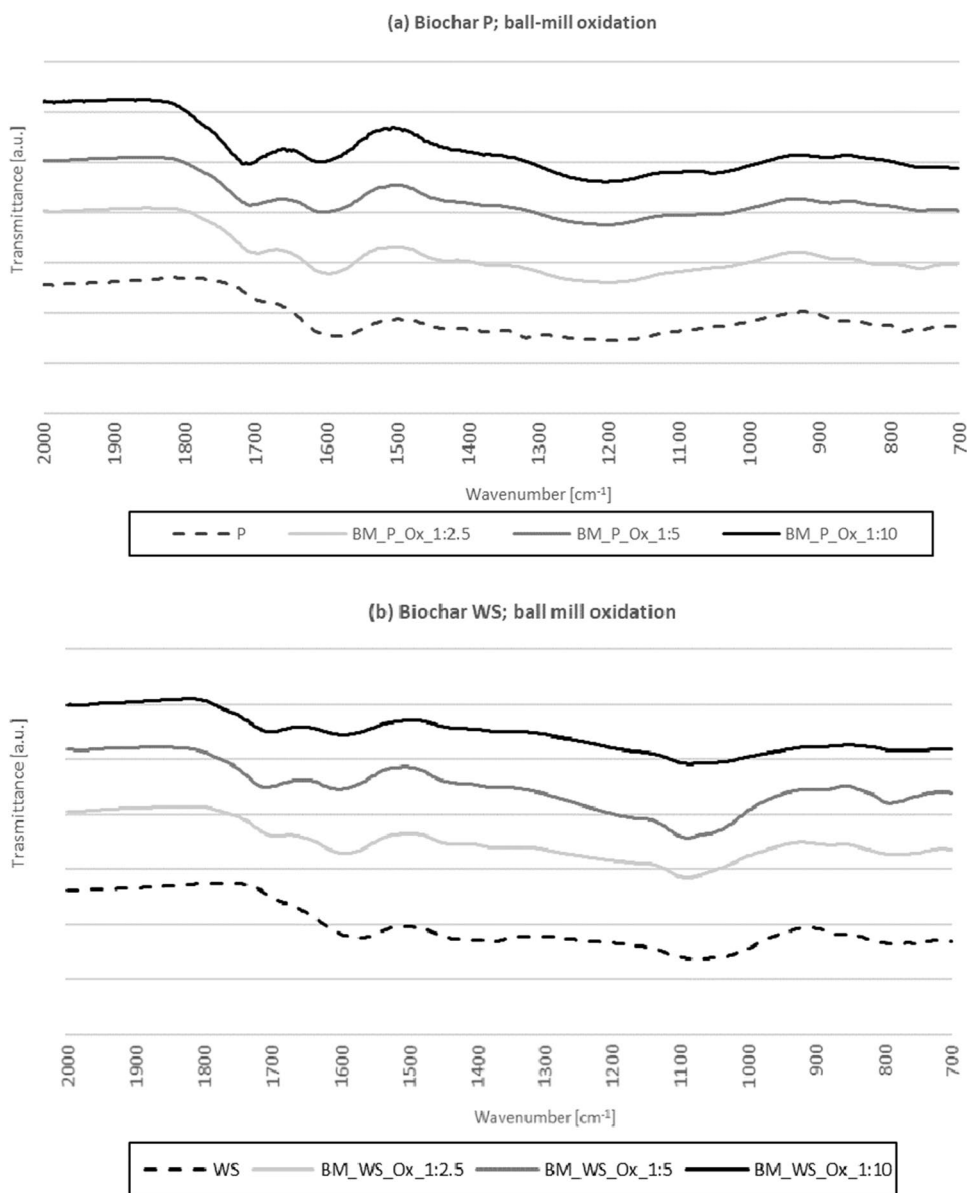 (a) Biochar P; ball-mill oxidation
Transmittance [a.u.]
2000 1900 1800 1700 1600 1500 1400 1300 1200 1100 1000 900 800 700
Wavenumber [cm⁻¹]
P BM_P_Ox_1:2.5 BM_P_Ox_1:5 BM_P_Ox_1:10
(b) Biochar WS; ball mill oxidation
Trasmittance [a.u.]
2000 1900 1800 1700 1600 1500 1400 1300 1200 1100 1000 900 800 700
Wavenumber [cm⁻¹]
WS BM_WS_Ox_1:2.5 BM_WS_Ox_1:5 BM_WS_Ox_1:10